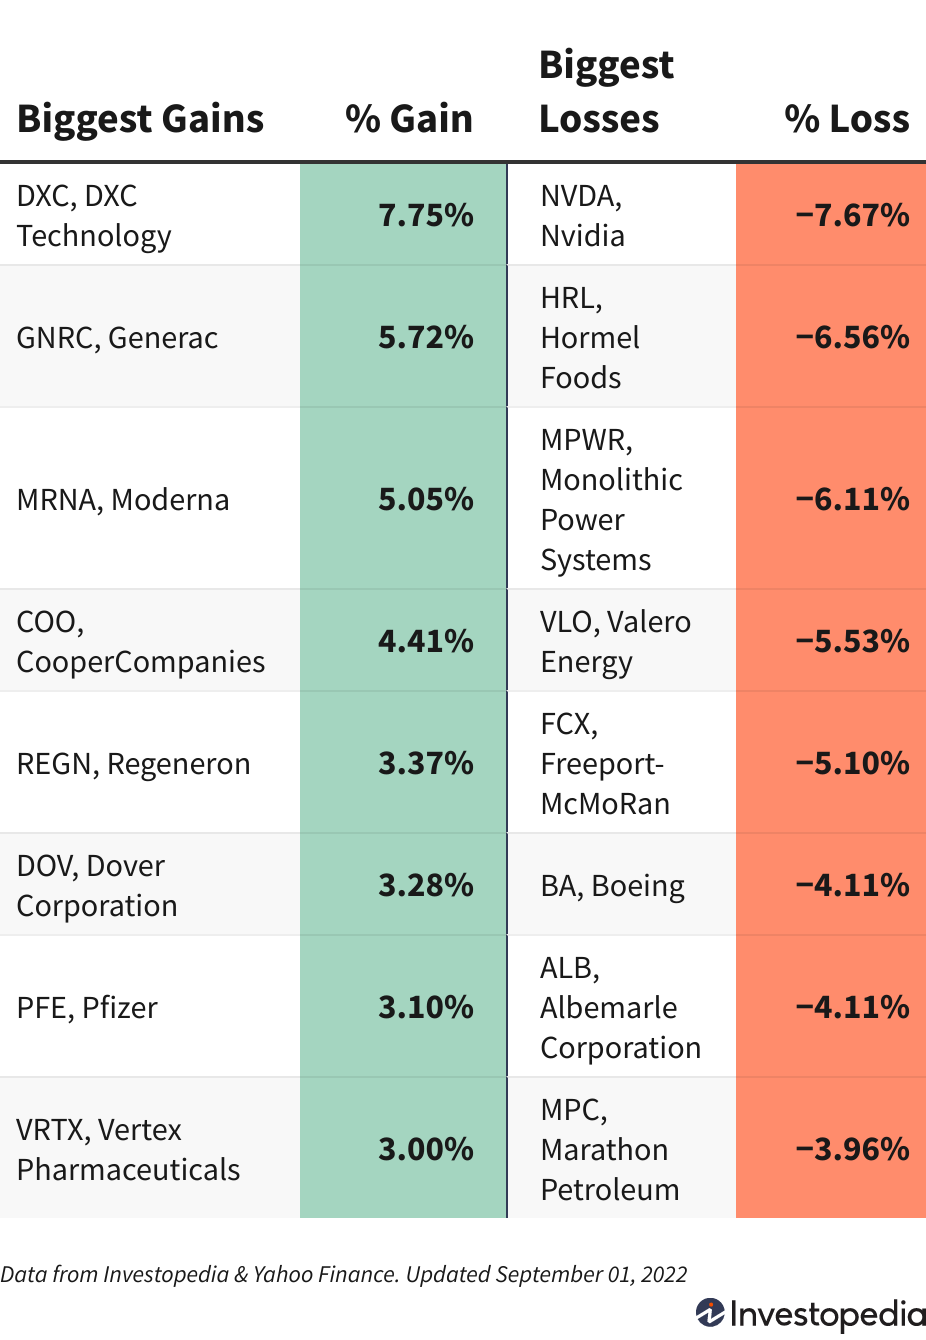 Biggest Gains % Gain Biggest Losses % Loss
DXC, DXC Technology 7.75% NVDA, Nvidia −7.67%
GNRC, Generac 5.72% HRL, Hormel Foods −6.56%
MRNA, Moderna 5.05% MPWR, Monolithic Power Systems −6.11%
COO, CooperCompanies 4.41% VLO, Valero Energy −5.53%
REGN, Regeneron 3.37% FCX, Freeport-McMoRan −5.10%
DOV, Dover Corporation 3.28% BA, Boeing −4.11%
PFE, Pfizer 3.10% ALB, Albemarle Corporation −4.11%
VRTX, Vertex Pharmaceuticals 3.00% MPC, Marathon Petroleum −3.96%
Data from Investopedia & Yahoo Finance. Updated September 01, 2022
Investopedia